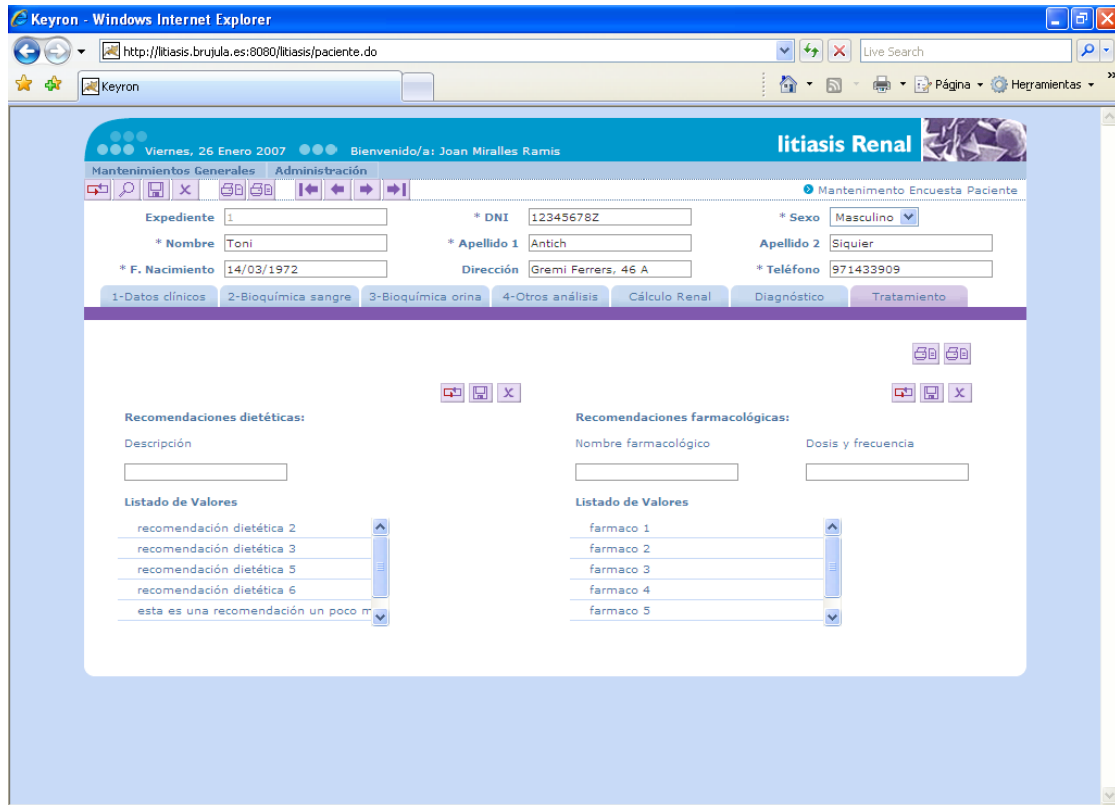 Keyron - Windows Internet Explorer
http://litiasis.brujula.es:8080/litiasis/paciente.do
Live Search
Keyron
Página
Herramientas
»
Viernes, 26 Enero 2007 Bienvenido/a: Joan Miralles Ramis
litiasis Renal
Mantenimientos Generales Administración
Mantenimento Encuesta Paciente
Expediente 1 * DNI 12345678Z * Sexo Masculino
* Nombre Toni * Apellido 1 Antich Apellido 2 Siquier
* F. Nacimiento 14/03/1972 Dirección Gremi Ferrers, 46 A * Teléfono 971433909
1-Datos clínicos 2-Bioquímica sangre 3-Bioquímica orina 4-Otros análisis Cálculo Renal Diagnóstico Tratamiento
Recomendaciones dietéticas: Recomendaciones farmacológicas:
Descripción Nombre farmacológico Dosis y frecuencia
Listado de Valores Listado de Valores
recomendación dietética 2 farmaco 1
recomendación dietética 3 farmaco 2
recomendación dietética 5 farmaco 3
recomendación dietética 6 farmaco 4
esta es una recomendación un poco m farmaco 5